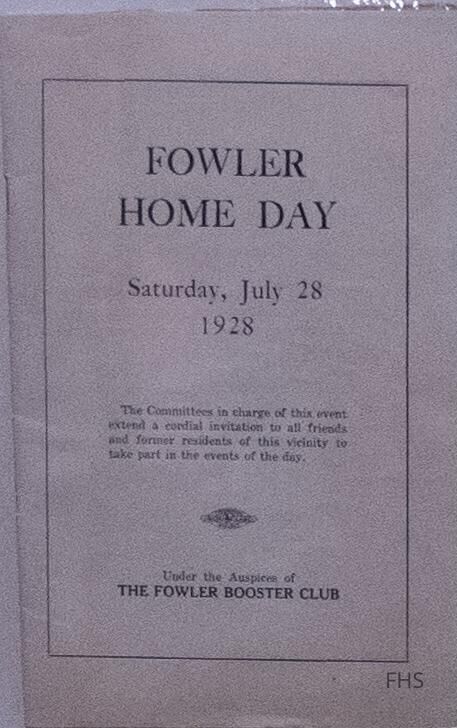 FOWLER
HOME DAY
Saturday, July 28
1928
The Committees in charge of this event
extend a cordial invitation to all friends
and former residents of this vicinity to
take part in the events of the day.
Under the Auspices of
THE FOWLER BOOSTER CLUB
FHS